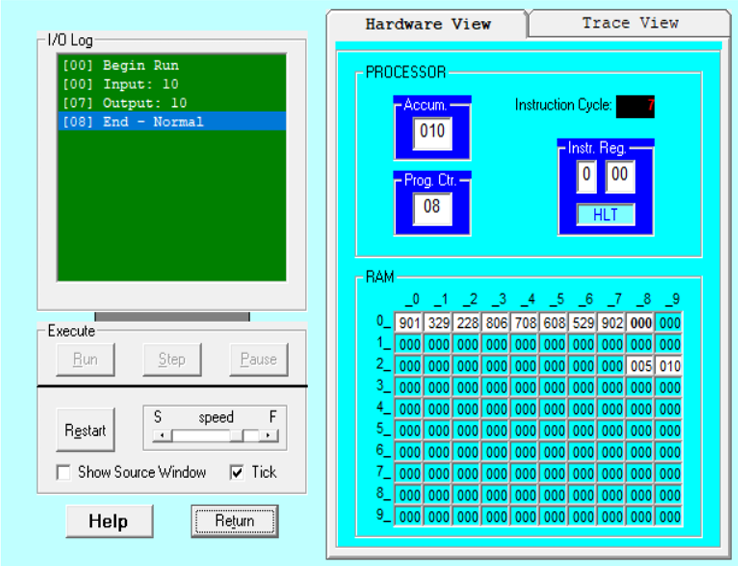 I/O Log
[00] Begin Run
[00] Input: 10
[07] Output: 10
[08] End - Normal
Execute
Run Step Pause
Restart
S speed F
Show Source Window Tick
Help Return
Hardware View Trace View
PROCESSOR
Accum.
010
Instruction Cycle: 7
Prog. Ctr.
08
Instr. Reg.
0 00
HLT
RAM
_0 _1 _2 _3 _4 _5 _6 _7 _8 _9
0_ 901 329 228 806 708 608 529 902 000 000
1_ 000 000 000 000 000 000 000 000 000 000
2_ 000 000 000 000 000 000 000 000 005 010
3_ 000 000 000 000 000 000 000 000 000 000
4_ 000 000 000 000 000 000 000 000 000 000
5_ 000 000 000 000 000 000 000 000 000 000
6_ 000 000 000 000 000 000 000 000 000 000
7_ 000 000 000 000 000 000 000 000 000 000
8_ 000 000 000 000 000 000 000 000 000 000
9_ 000 000 000 000 000 000 000 000 000 000